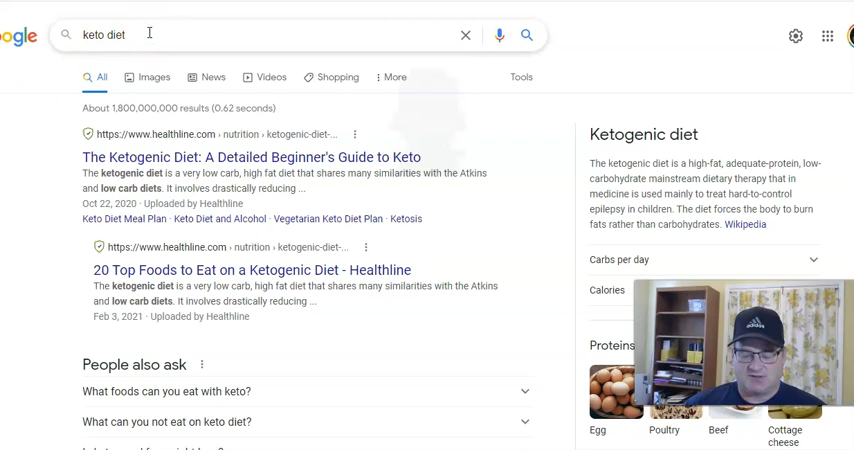 ogle
keto diet
All Images News Videos Shopping More Tools
About 1,800,000,000 results (0.62 seconds)
https://www.healthline.com › nutrition › ketogenic-diet-...
The Ketogenic Diet: A Detailed Beginner's Guide to Keto
The ketogenic diet is a very low carb, high fat diet that shares many similarities with the Atkins
and low carb diets. It involves drastically reducing ...
Oct 22, 2020 · Uploaded by Healthline
Keto Diet Meal Plan · Keto Diet and Alcohol · Vegetarian Keto Diet Plan · Ketosis
https://www.healthline.com › nutrition › ketogenic-diet-...
20 Top Foods to Eat on a Ketogenic Diet - Healthline
The ketogenic diet is a very low carb, high fat diet that shares many similarities with the Atkins
and low carb diets. It involves drastically reducing ...
Feb 3, 2021 · Uploaded by Healthline
People also ask
What foods can you eat with keto?
What can you not eat on keto diet?
Ketogenic diet
The ketogenic diet is a high-fat, adequate-protein, low-
carbohydrate mainstream dietary therapy that in
medicine is used mainly to treat hard-to-control
epilepsy in children. The diet forces the body to burn
fats rather than carbohydrates. Wikipedia
Carbs per day
Calories
Proteins
adidas
Egg Poultry Beef Cottage
cheese